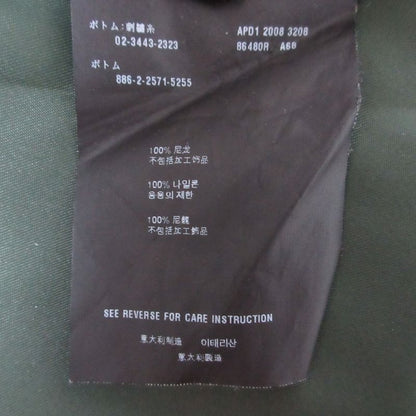 ボトム:刺繍糸
02-3443-2323
APD1 2008 3208
86480R A60
ボトム
886-2-2571-5255
100% 尼龙
不包括加工饰品
100% 나일론
응용의 제한
100% 尼龍
不包括加工飾品
SEE REVERSE FOR CARE INSTRUCTION
意大利制造 이태리산
意大利製造